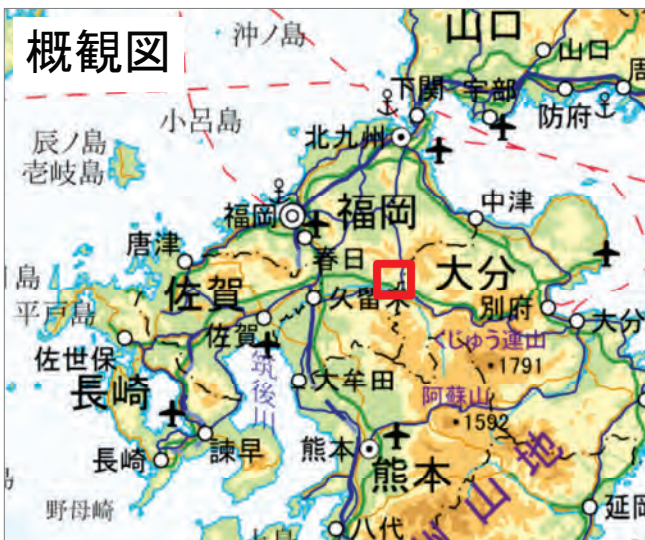 概観図
沖ノ島
山口
山口
下関
宇部
周
防府
小呂島
北九州
辰ノ島
壱岐島
福岡
福岡
中津
唐津
春日
大分
佐賀
久留米
別府
大分
平戸島
佐賀
くじゅう連山
・1791
佐世保
筑後川
大牟田
長崎
阿蘇山
・1592
諫早
長崎
熊本
熊本
山地
野母崎
延岡
八代